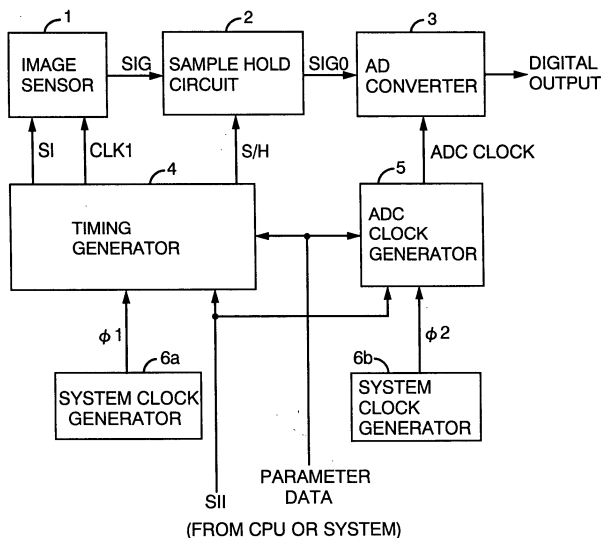 1
2
3
IMAGE
SENSOR
SIG
SAMPLE HOLD
CIRCUIT
SIG0
AD
CONVERTER
DIGITAL
OUTPUT
SI
CLK1
S/H
ADC CLOCK
4
5
TIMING
GENERATOR
ADC
CLOCK
GENERATOR
φ1
φ2
6a
6b
SYSTEM CLOCK
GENERATOR
SYSTEM
CLOCK
GENERATOR
PARAMETER
DATA
SII
(FROM CPU OR SYSTEM)